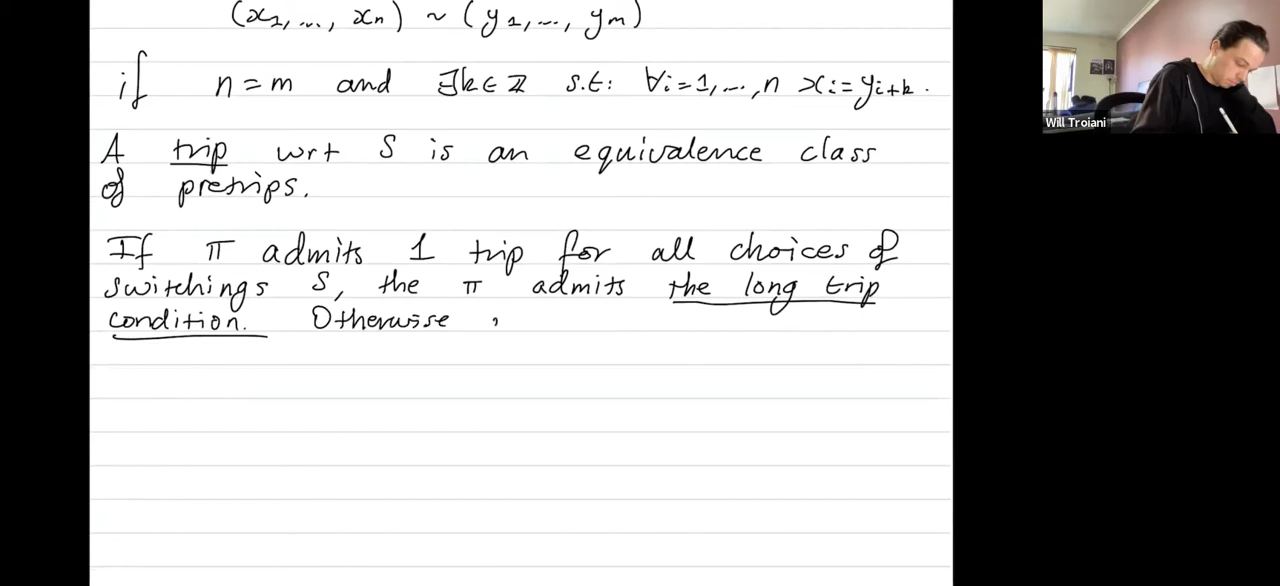 (x1,..., xn) ~ (y1,..., ym)
if n = m and ∃k ∈ ℤ s.t: ∀i = 1,...,n xi = yi+k.
A trip wrt S is an equivalence class
of pretrips.
If π admits 1 trip for all choices of
switchings S, the π admits the long trip
condition. Otherwise,
Will Troiani